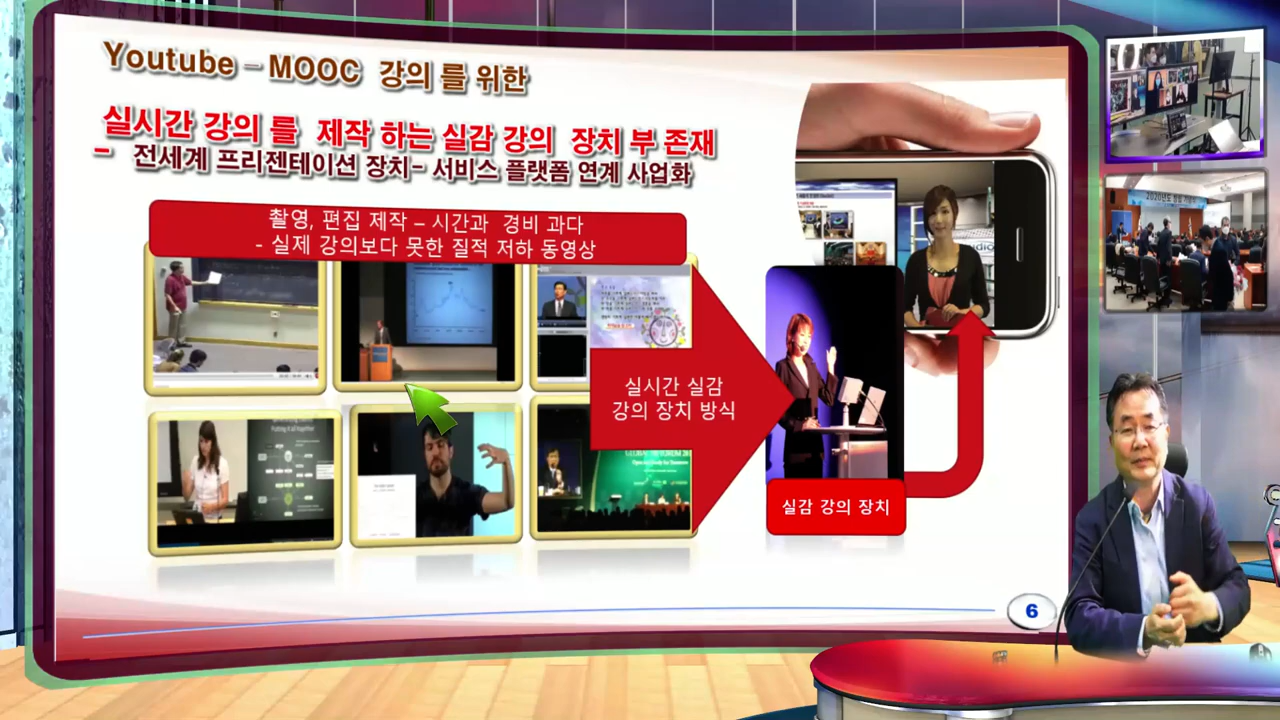 Youtube – MOOC 강의 를 위한
실시간 강의 를 제작 하는 실감 강의 장치 부 존재
- 전세계 프리젠테이션 장치- 서비스 플랫폼 연계 사업화
촬영, 편집 제작 – 시간과 경비 과다
- 실제 강의보다 못한 질적 저하 동영상
실시간 실감
강의 장치 방식
실감 강의 장치
6